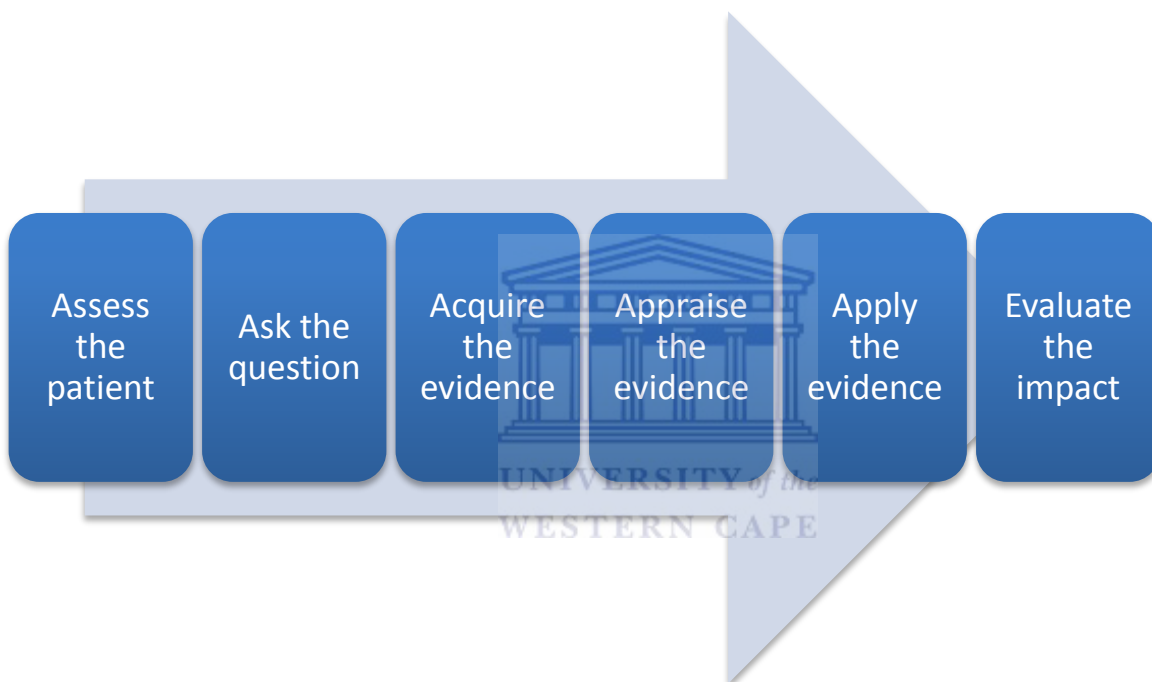 Assess
the
patient
Ask the
question
Acquire
the
evidence
Appraise
the
evidence
Apply
the
evidence
Evaluate
the
impact
UNIVERSITY of the
WESTERN CAPE